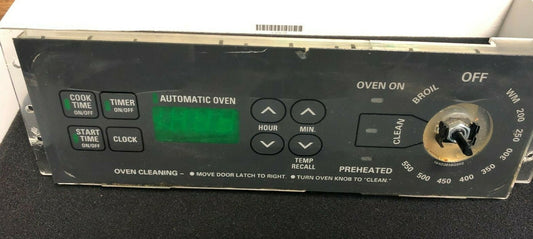 OFF
OVEN ON
BROIL
WM
200
250
300
350
400
450
500
550
CLEAN
COOK
TIME
ON/OFF
TIMER
ON/OFF
AUTOMATIC OVEN
START
TIME
ON/OFF
CLOCK
HOUR
MIN.
TEMP
RECALL
PREHEATED
OVEN CLEANING –
• MOVE DOOR LATCH TO RIGHT.
• TURN OVEN KNOB TO "CLEAN."